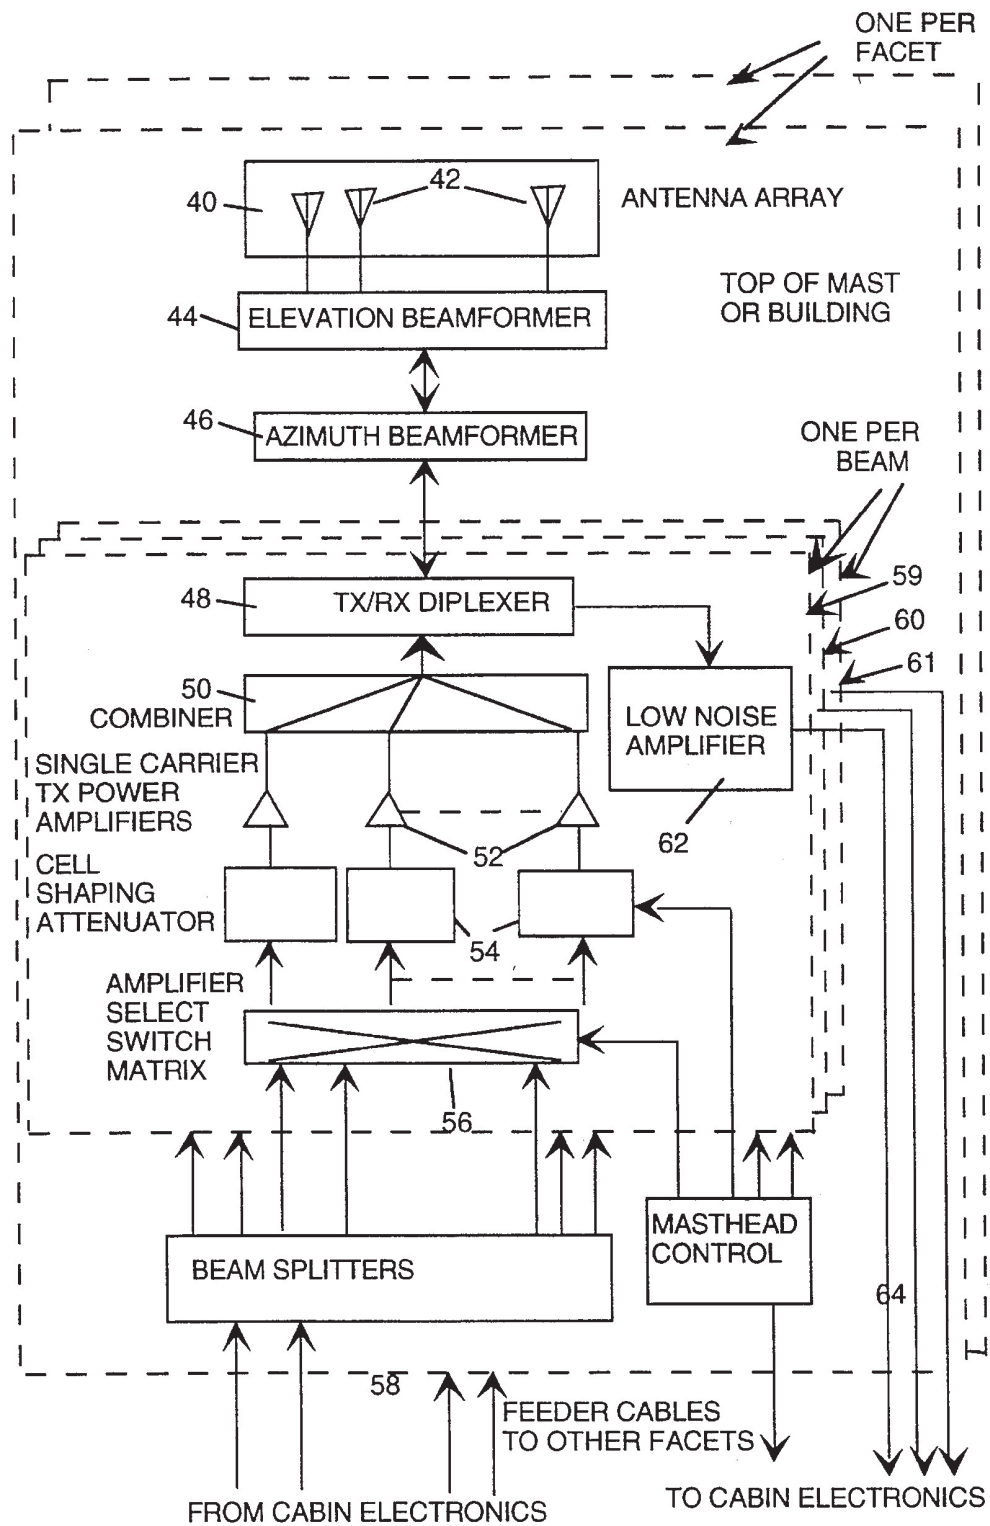 ONE PER
FACET
42
40
ANTENNA ARRAY
TOP OF MAST
OR BUILDING
44
ELEVATION BEAMFORMER
46
AZIMUTH BEAMFORMER
ONE PER
BEAM
59
48
TX/RX DIPLEXER
60
61
50
COMBINER
LOW NOISE
AMPLIFIER
SINGLE CARRIER
TX POWER
AMPLIFIERS
52
62
CELL
SHAPING
ATTENUATOR
54
AMPLIFIER
SELECT
SWITCH
MATRIX
56
MASTHEAD
CONTROL
BEAM SPLITTERS
64
58
FEEDER CABLES
TO OTHER FACETS
FROM CABIN ELECTRONICS
TO CABIN ELECTRONICS